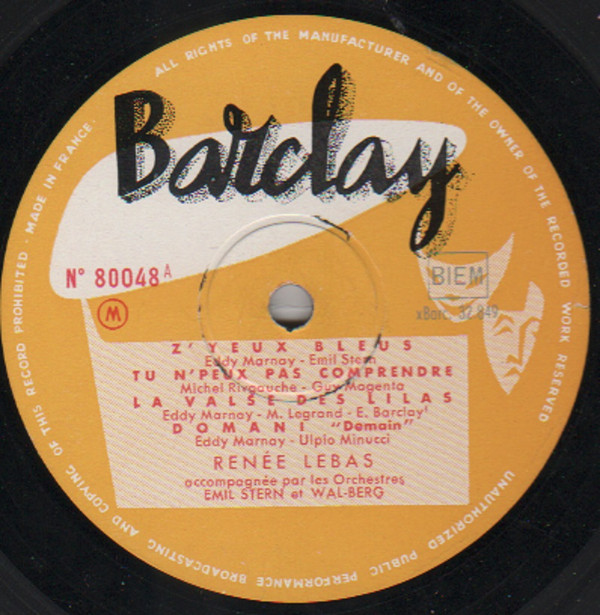 ALL RIGHTS OF THE MANUFACTURER AND OF THE OWNER OF THE RECORDED WORK RESERVED
Barclay
N° 80048 A
M
BIEM
xBarc. 32 849
Z' YEUX BLEUS
Eddy Marnay - Emil Stern
TU N'PEUX PAS COMPRENDRE
Michel Rivgauche - Guy Magenta
LA VALSE DES LILAS
Eddy Marnay - M. Legrand - E. Barclay'
DOMANI "Demain"
Eddy Marnay - Ulpio Minucci
RENÉE LEBAS
accompagnée par les Orchestres
EMIL STERN et WAL-BERG
UNAUTHORIZED PUBLIC PERFORMANCE BROADCASTING AND COPYING OF THIS RECORD PROHIBITED - MADE IN FRANCE -